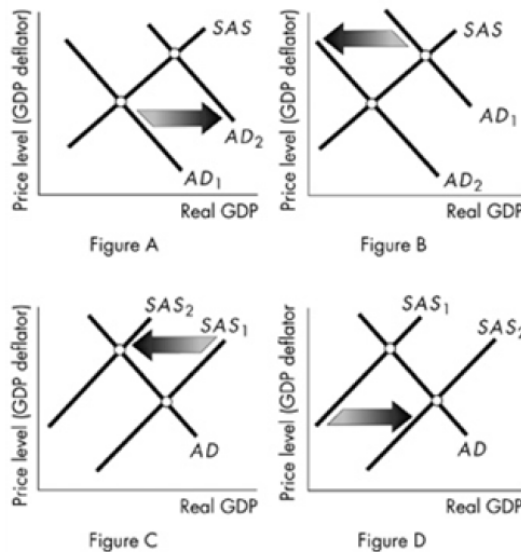 Price level (GDP deflator)
SAS
AD₂
AD₁
Real GDP
Figure A
Price level (GDP deflator)
SAS
AD₁
AD₂
Real GDP
Figure B
Price level (GDP deflator)
SAS₂
SAS₁
AD
Real GDP
Figure C
Price level (GDP deflator)
SAS₁
SAS₂
AD
Real GDP
Figure D